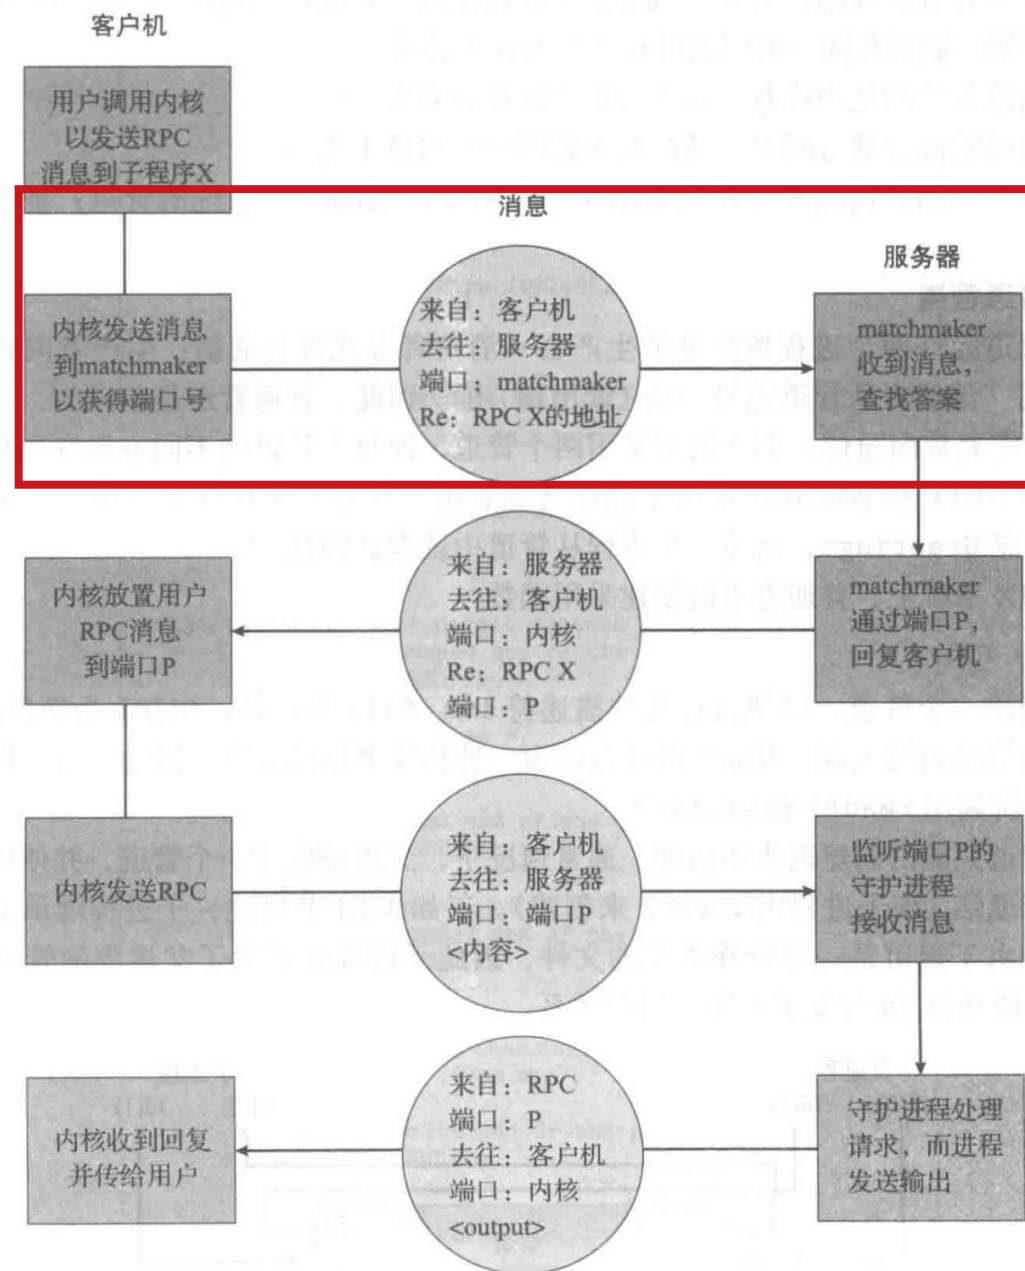 客户机
用户调用内核
以发送RPC
消息到子程序X
消息
服务器
内核发送消息
到matchmaker
以获得端口号
来自：客户机
去往：服务器
端口：matchmaker
Re：RPC X的地址
matchmaker
收到消息，
查找答案
内核放置用户
RPC消息
到端口P
来自：服务器
去往：客户机
端口：内核
Re：RPC X
端口：P
matchmaker
通过端口P，
回复客户机
内核发送RPC
来自：客户机
去往：服务器
端口：端口P
<内容>
监听端口P的
守护进程
接收消息
内核收到回复
并传给用户
来自：RPC
端口：P
去往：客户机
端口：内核
<output>
守护进程处理
请求，而进程
发送输出